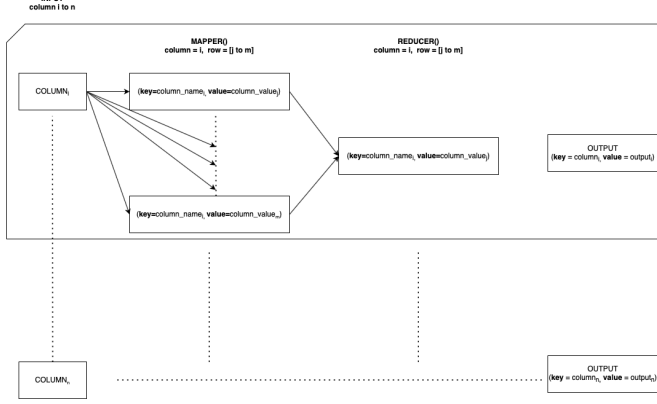 column i to n
MAPPER()
column = i, row = [j to m]
REDUCER()
column = i, row = [j to m]
COLUMNi
(key=column_namei, value=column_valuej)
(key=column_namei, value=column_valuej)
OUTPUT
(key = columni, value = outputi)
(key=column_namei, value=column_valuem)
COLUMNn
OUTPUT
(key = columnn, value = outputn)